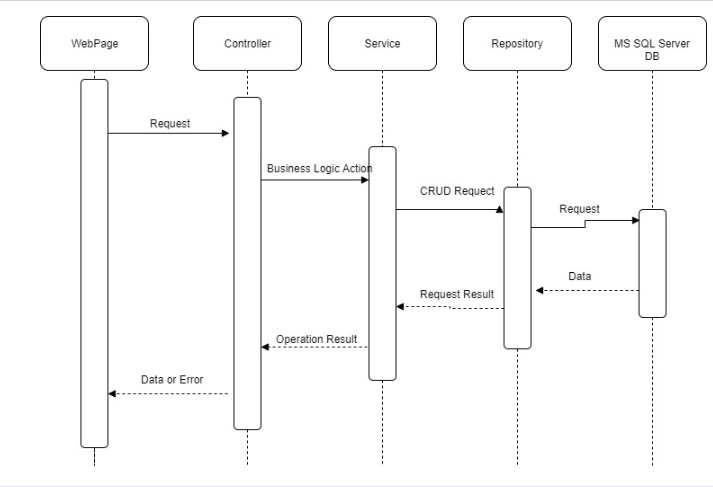 WebPage
Controller
Service
Repository
MS SQL Server
DB
Request
Business Logic Action
CRUD Requect
Request
Data
Request Result
Operation Result
Data or Error